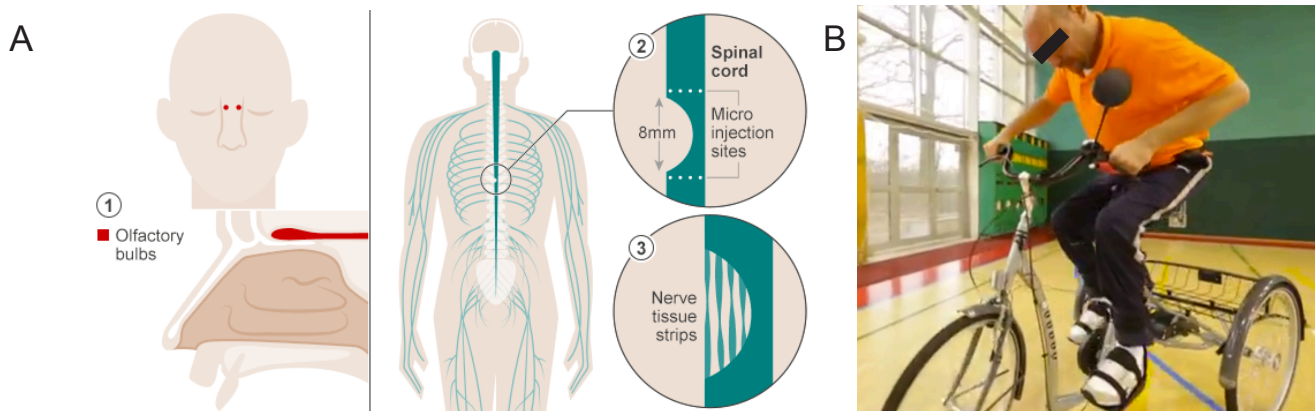 A
1
Olfactory
bulbs
2
Spinal
cord
8mm
Micro
injection
sites
3
Nerve
tissue
strips
B